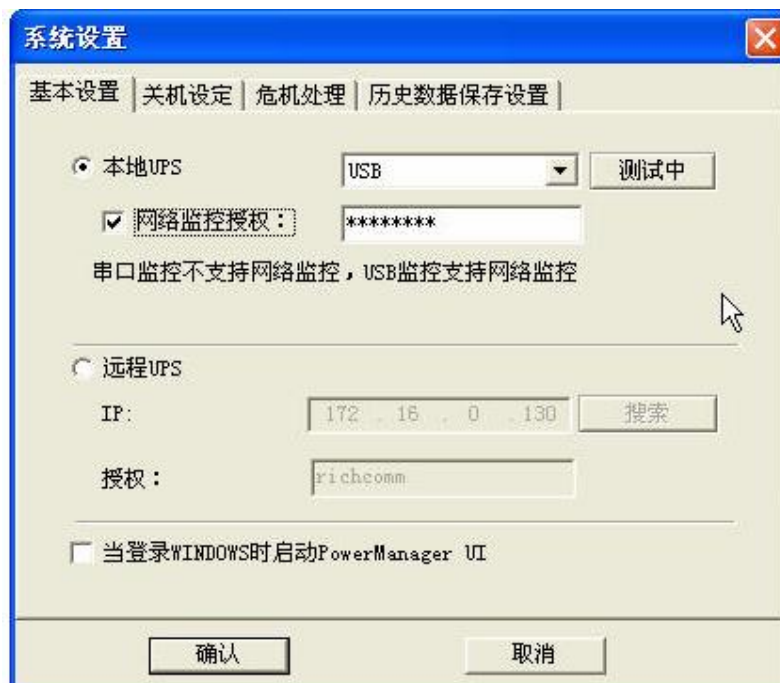 系统设置
基本设置 关机设定 危机处理 历史数据保存设置
本地UPS USB 测试中
网络监控授权： ********
串口监控不支持网络监控，USB监控支持网络监控
远程UPS
IP: 172 . 16 . 0 .130 搜索
授权： richcomm
当登录WINDOWS时启动PowerManager UI
确认 取消